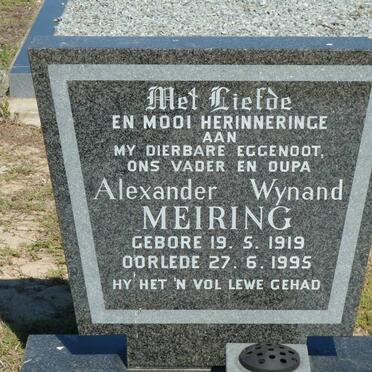 Met Liefde
EN MOOI HERINNERINGE
AAN
MY DIERBARE EGGENOOT,
ONS VADER EN OUPA
Alexander Wynand
MEIRING
GEBORE 19. 5. 1919
OORLEDE 27. 6. 1995
HY HET 'N VOL LEWE GEHAD